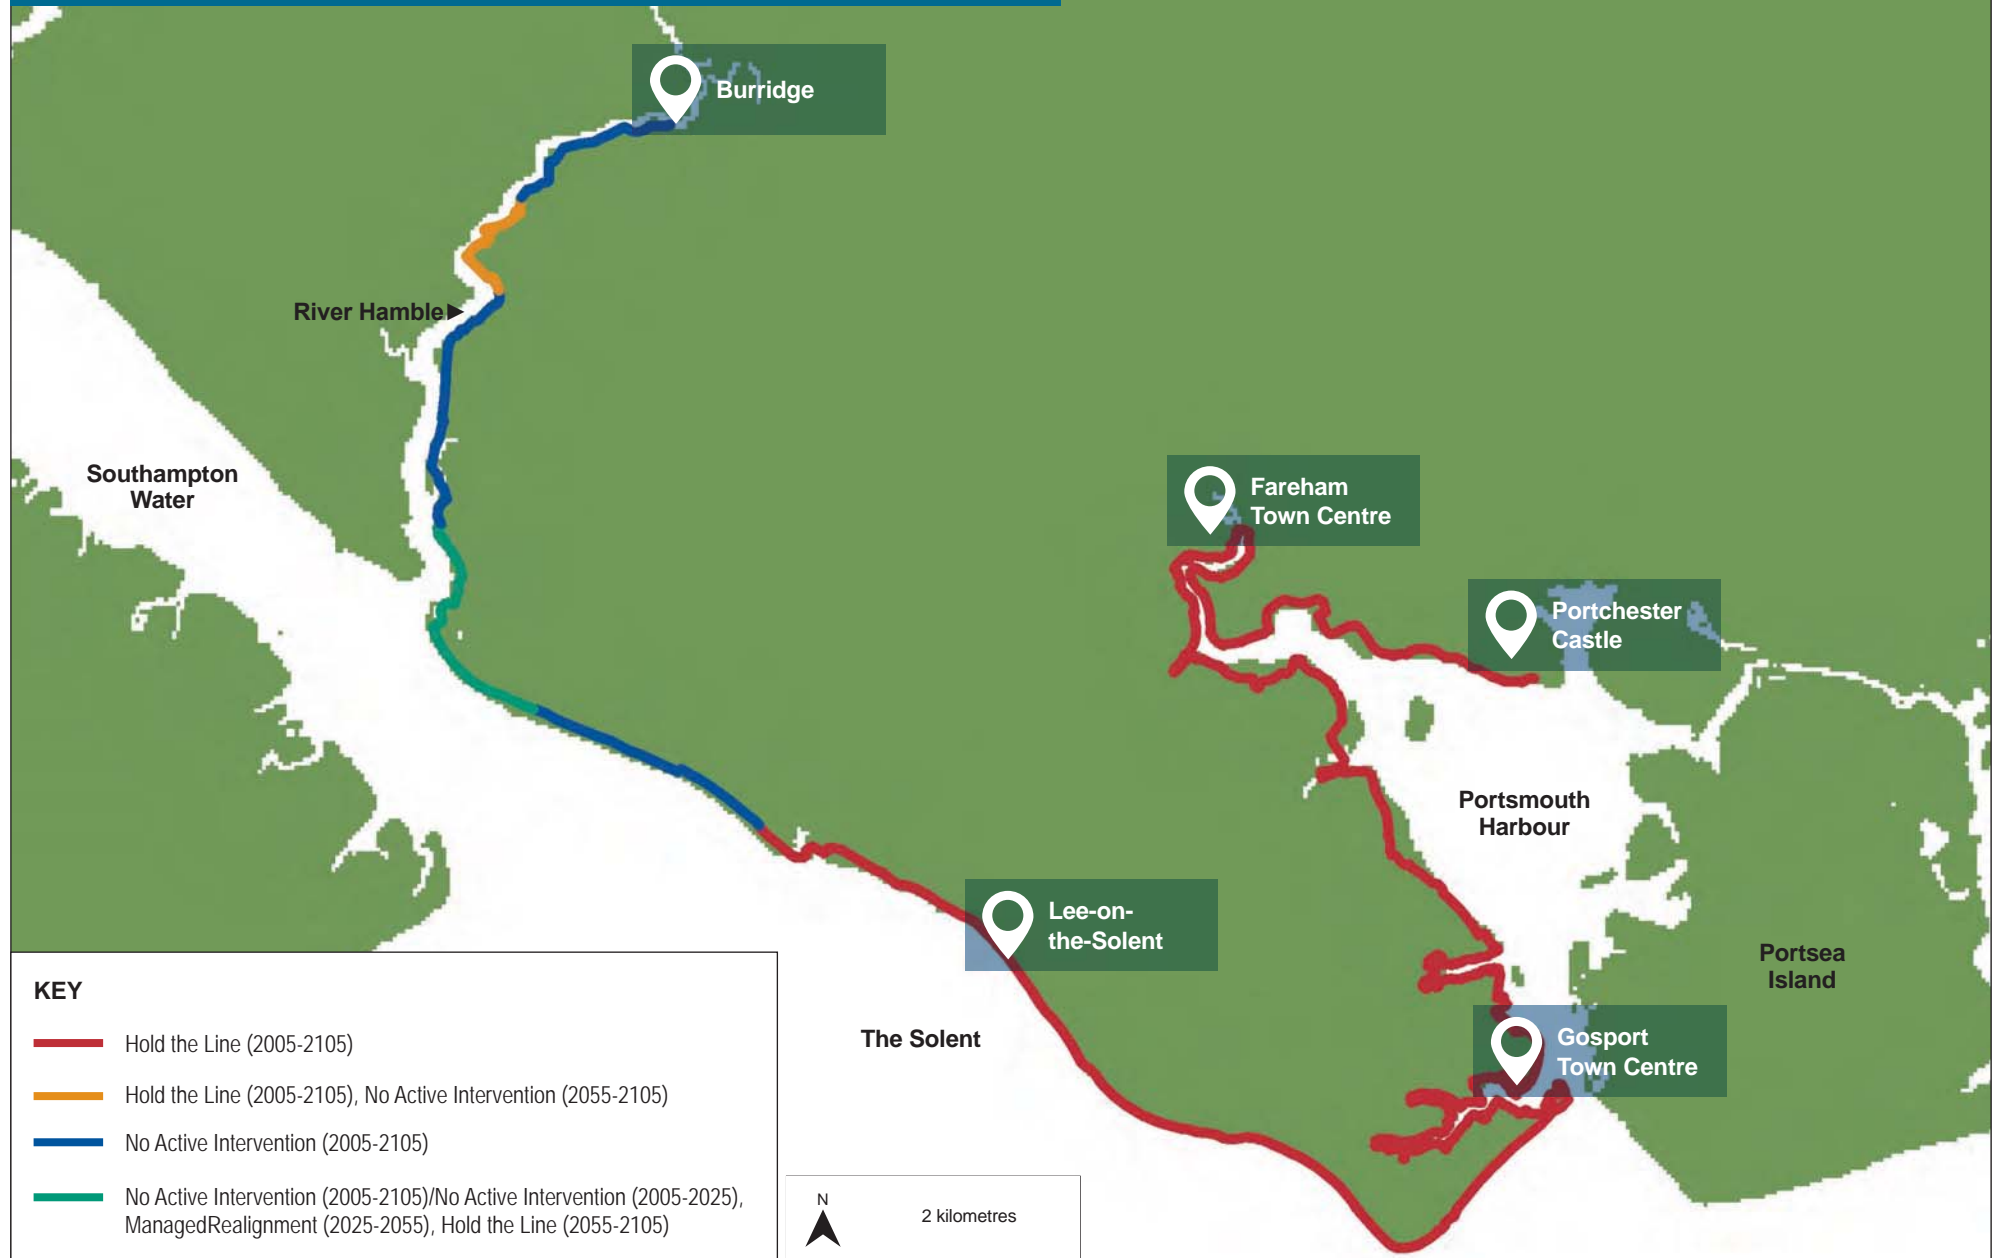 Burridge
River Hamble
Southampton
Water
Fareham
Town Centre
Portchester
Castle
Portsmouth
Harbour
Lee-on-
the-Solent
Portsea
Island
The Solent
Gosport
Town Centre
KEY
Hold the Line (2005-2105)
Hold the Line (2005-2105), No Active Intervention (2055-2105)
No Active Intervention (2005-2105)
No Active Intervention (2005-2105)/No Active Intervention (2005-2025),
ManagedRealignment (2025-2055), Hold the Line (2055-2105)
N
2 kilometres